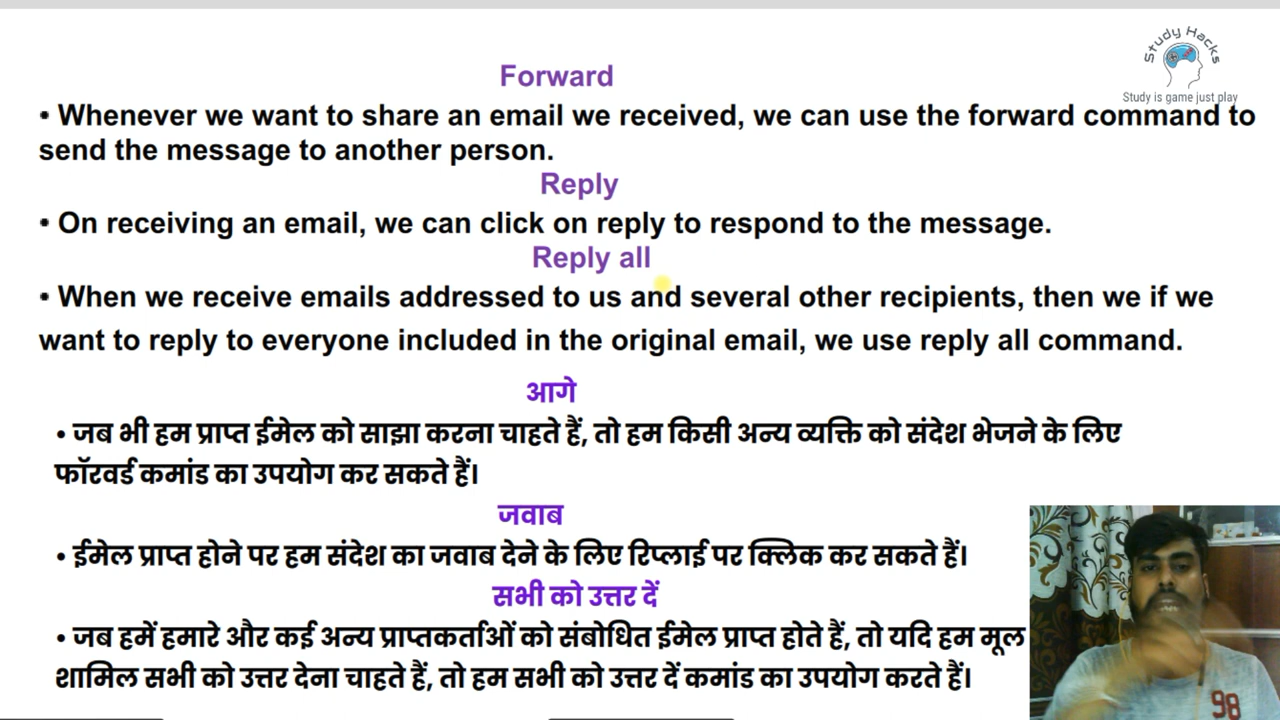 Study Hacks
Study is game just play
Forward
• Whenever we want to share an email we received, we can use the forward command to
send the message to another person.
Reply
• On receiving an email, we can click on reply to respond to the message.
Reply all
• When we receive emails addressed to us and several other recipients, then we if we
want to reply to everyone included in the original email, we use reply all command.
आगे
• जब भी हम प्राप्त ईमेल को साझा करना चाहते हैं, तो हम किसी अन्य व्यक्ति को संदेश भेजने के लिए
फॉरवर्ड कमांड का उपयोग कर सकते हैं।
जवाब
• ईमेल प्राप्त होने पर हम संदेश का जवाब देने के लिए रिप्लाई पर क्लिक कर सकते हैं।
सभी को उत्तर दें
• जब हमें हमारे और कई अन्य प्राप्तकर्ताओं को संबोधित ईमेल प्राप्त होते हैं, तो यदि हम मूल
शामिल सभी को उत्तर देना चाहते हैं, तो हम सभी को उत्तर दें कमांड का उपयोग करते हैं।
98